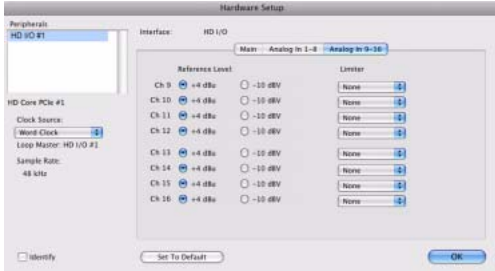 Hardware Setup
Peripherals
HD I/O #1
Interface: HD I/O
Main Analog In 1-8 Analog In 9-16
Reference Level Limiter
Ch 9 +4 dBu -10 dBV None
Ch 10 +4 dBu -10 dBV None
Ch 11 +4 dBu -10 dBV None
Ch 12 +4 dBu -10 dBV None
Ch 13 +4 dBu -10 dBV None
Ch 14 +4 dBu -10 dBV None
Ch 15 +4 dBu -10 dBV None
Ch 16 +4 dBu -10 dBV None
HD Core PCIe #1
Clock Source:
Word Clock
Loop Master: HD I/O #1
Sample Rate:
48 kHz
Identify
Set To Default
OK